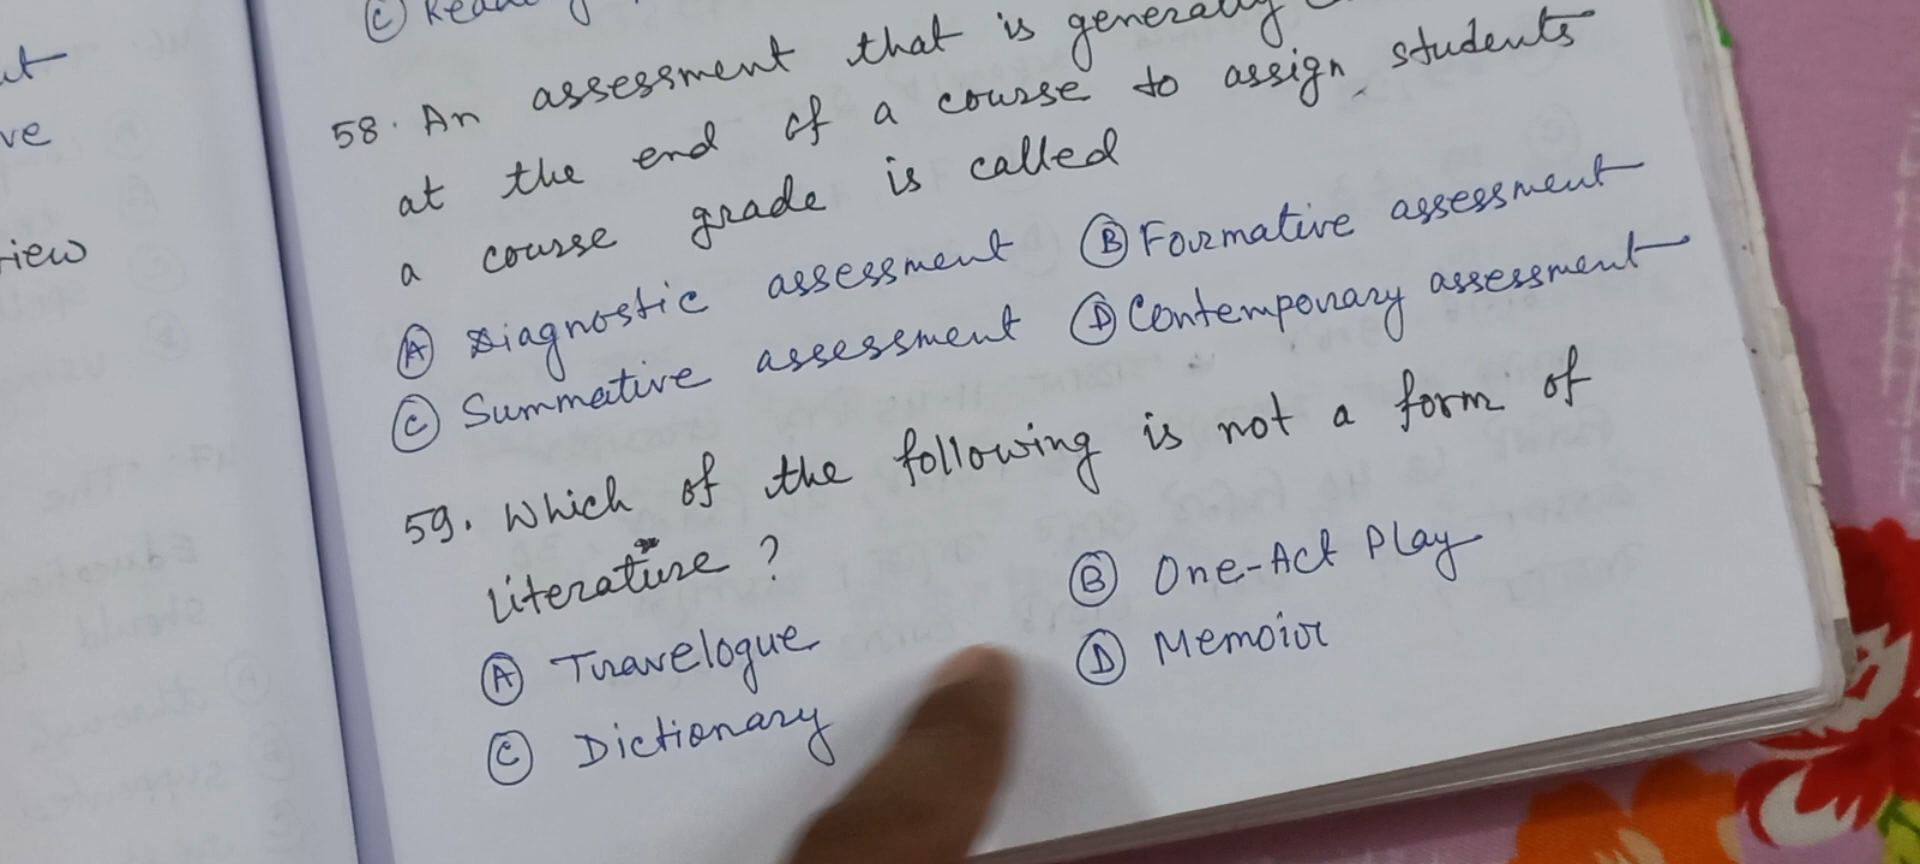 ve
riew
58. An assessment that is generally
at the end of a course to assign students
a course grade is called
Ⓐ Diagnostic assessment Ⓑ Formative assessment
Ⓒ Summative assessment Ⓓ Contemporary assessment
59. Which of the following is not a form of
Literature ?
Ⓐ Travelogue Ⓑ One-Act Play
Ⓒ Dictionary Ⓓ Memoir